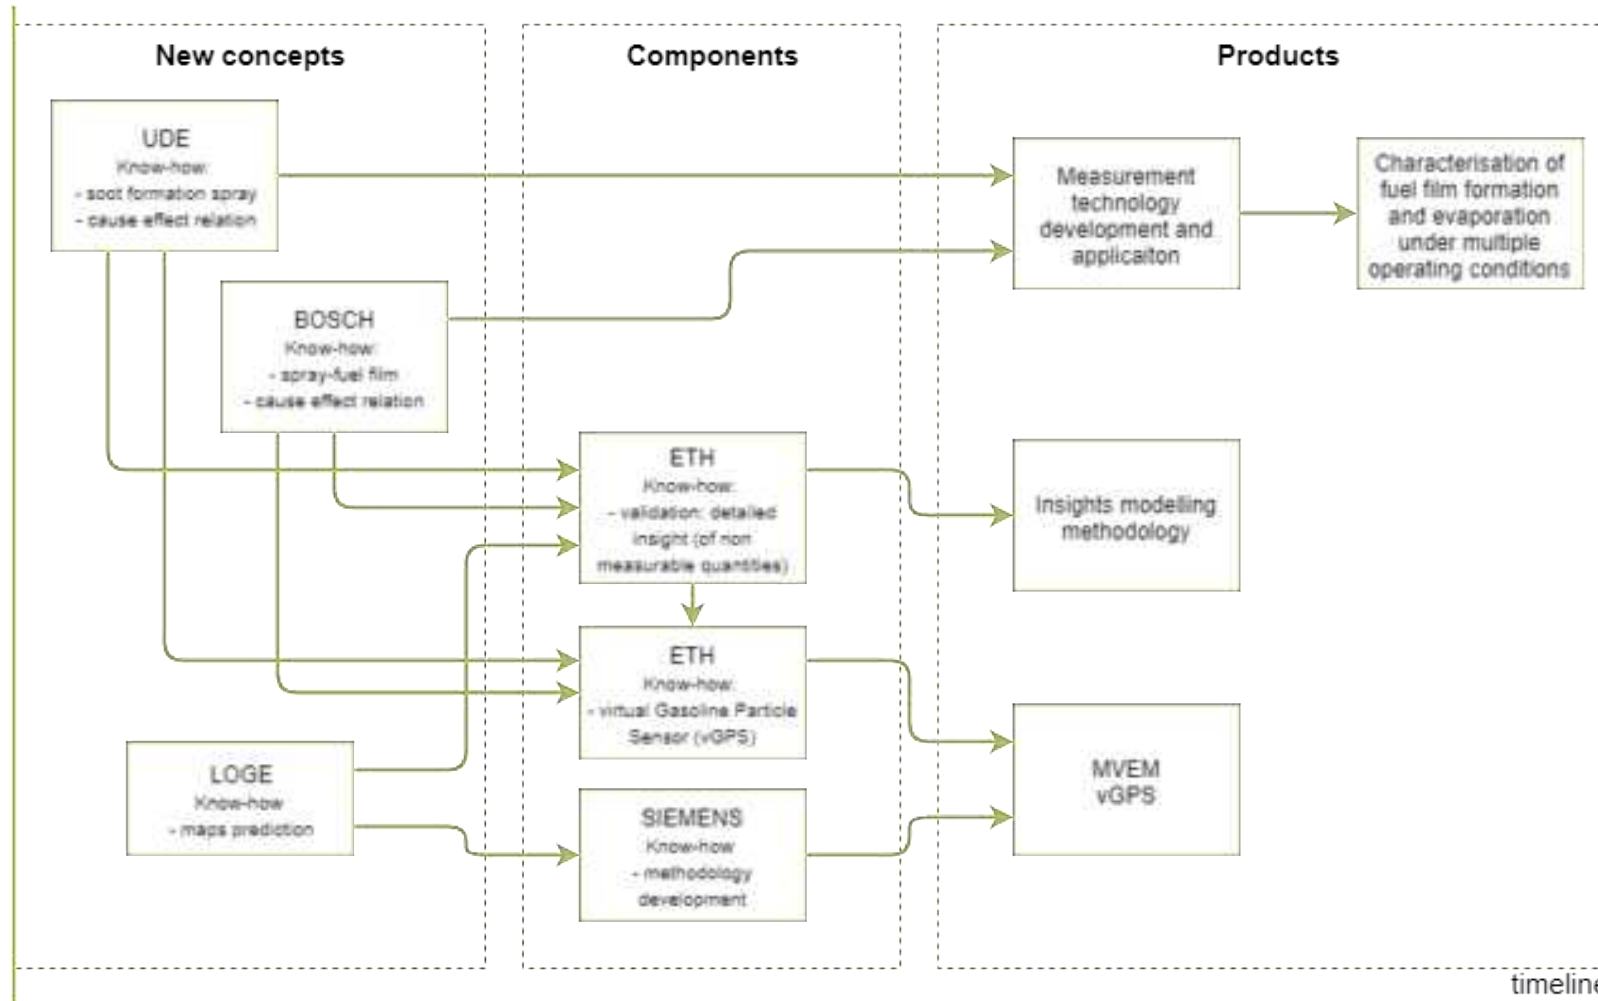 New concepts
Components
Products
UDE
Know-how:
- soot formation spray
- cause effect relation
BOSCH
Know-how:
- spray-fuel film
- cause effect relation
LOGE
Know-how
- maps prediction
ETH
Know-how:
- validation: detailed
insight (of non
measurable quantities)
ETH
Know-how:
- virtual Gasoline Particle
Sensor (vGPS)
SIEMENS
Know-how
- methodology
development
Measurement
technology
development and
applicaiton
Characterisation of
fuel film formation
and evaporation
under multiple
operating conditions
Insights modelling
methodology
MVEM
vGPS
timeline